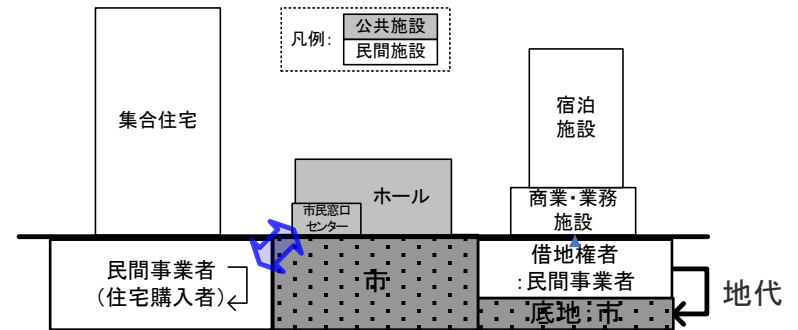 凡例:
公共施設
民間施設
集合住宅
ホール
市民窓口
センター
宿泊
施設
商業・業務
施設
民間事業者
(住宅購入者)
市
借地権者
:民間事業者
底地:市
地代